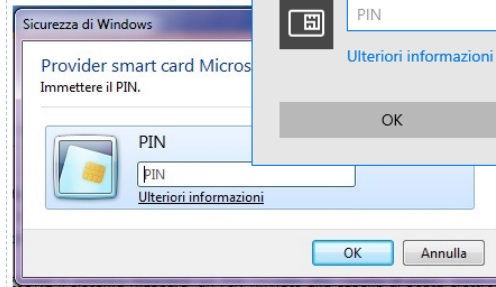 Sicurezza di Windows
Provider smart card Micros
Immettere il PIN.
PIN
PIN
Ulteriori informazioni
OK
Annulla
PIN
Ulteriori informazioni
OK